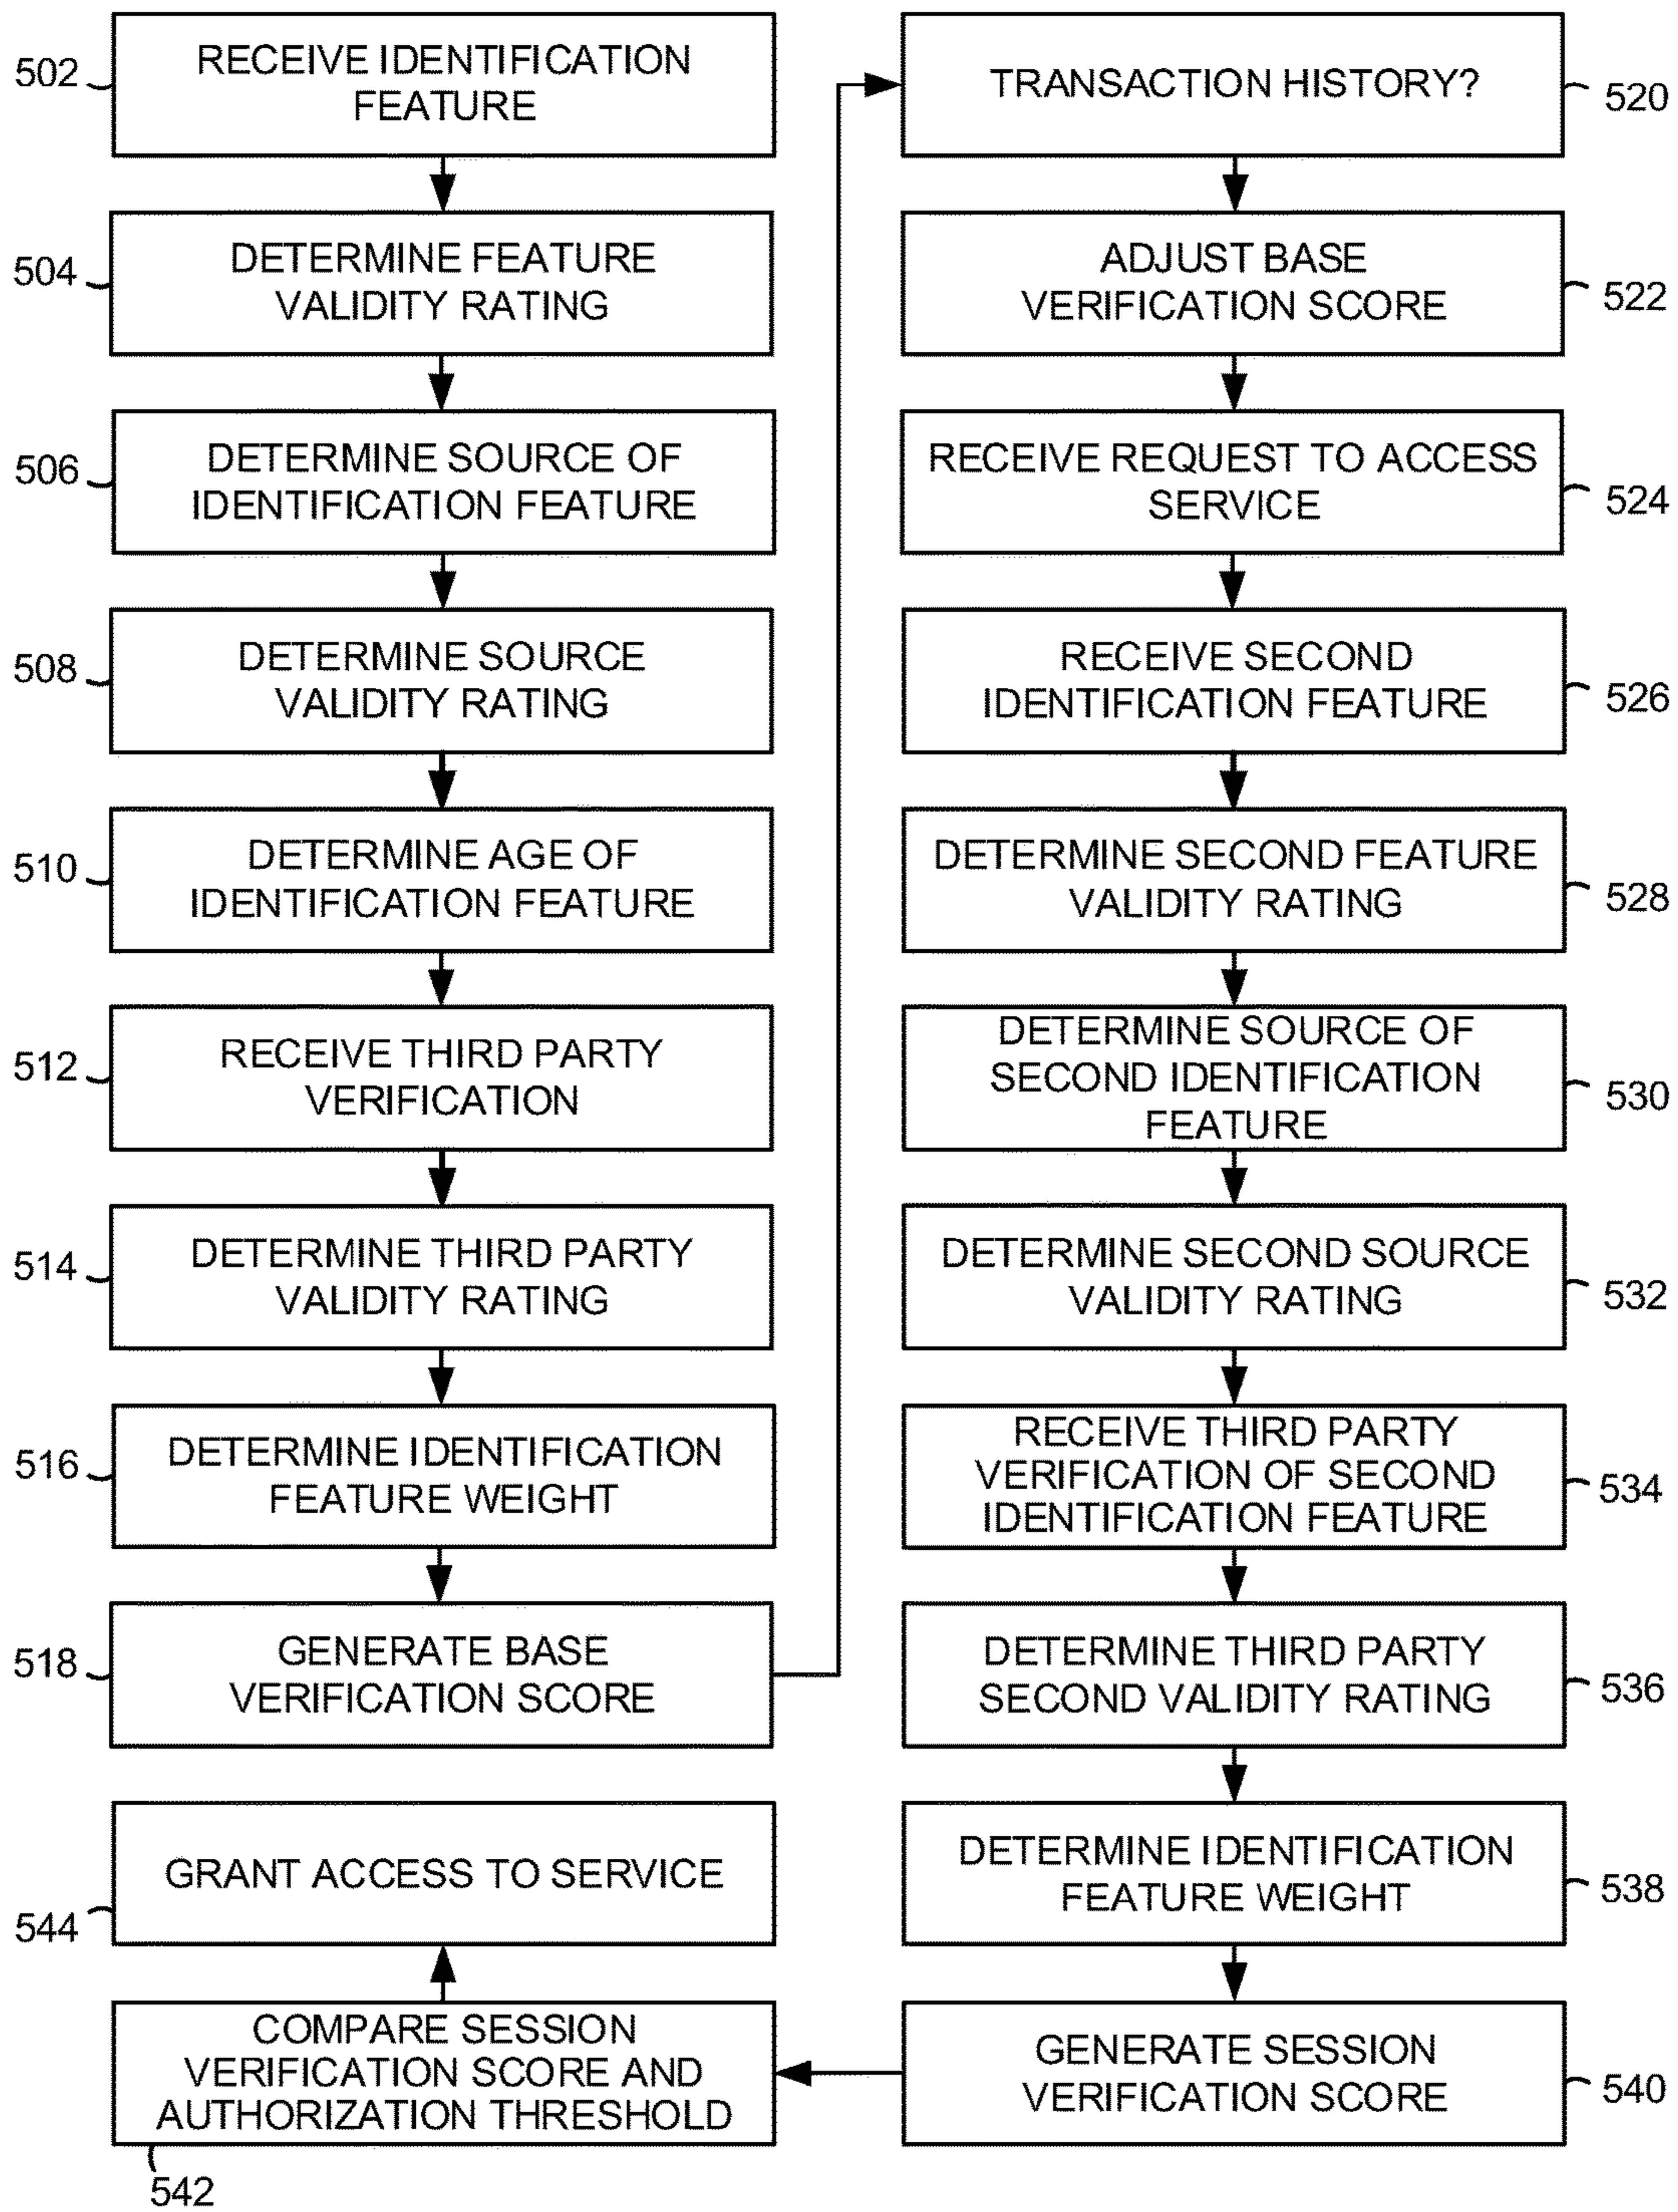 502
RECEIVE IDENTIFICATION
FEATURE
504
DETERMINE FEATURE
VALIDITY RATING
506
DETERMINE SOURCE OF
IDENTIFICATION FEATURE
508
DETERMINE SOURCE
VALIDITY RATING
510
DETERMINE AGE OF
IDENTIFICATION FEATURE
512
RECEIVE THIRD PARTY
VERIFICATION
514
DETERMINE THIRD PARTY
VALIDITY RATING
516
DETERMINE IDENTIFICATION
FEATURE WEIGHT
518
GENERATE BASE
VERIFICATION SCORE
TRANSACTION HISTORY?
520
ADJUST BASE
VERIFICATION SCORE
522
RECEIVE REQUEST TO ACCESS
SERVICE
524
RECEIVE SECOND
IDENTIFICATION FEATURE
526
DETERMINE SECOND FEATURE
VALIDITY RATING
528
DETERMINE SOURCE OF
SECOND IDENTIFICATION
FEATURE
530
DETERMINE SECOND SOURCE
VALIDITY RATING
532
RECEIVE THIRD PARTY
VERIFICATION OF SECOND
IDENTIFICATION FEATURE
534
DETERMINE THIRD PARTY
SECOND VALIDITY RATING
536
DETERMINE IDENTIFICATION
FEATURE WEIGHT
538
GENERATE SESSION
VERIFICATION SCORE
540
COMPARE SESSION
VERIFICATION SCORE AND
AUTHORIZATION THRESHOLD
542
GRANT ACCESS TO SERVICE
544